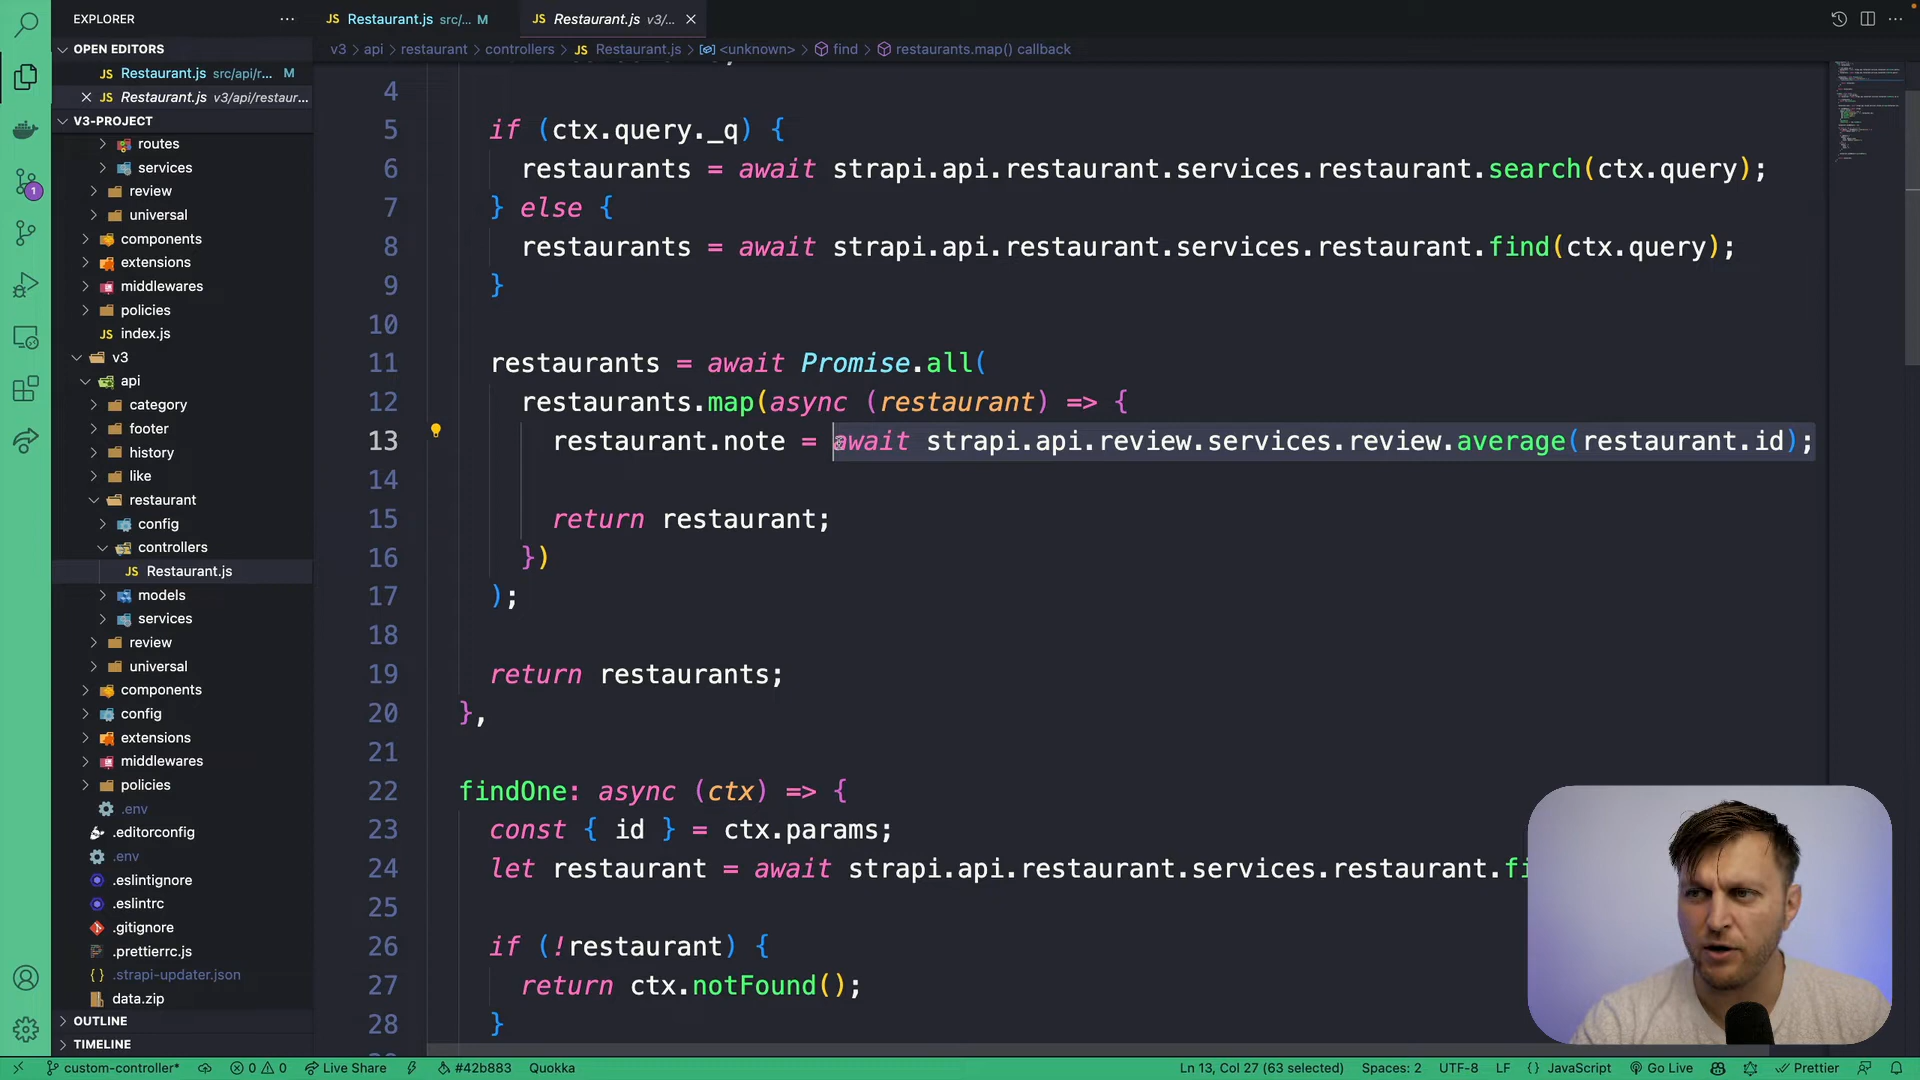 EXPLORER
OPEN EDITORS
JS Restaurant.js src/api/r... M
JS Restaurant.js v3/api/restaur...
V3-PROJECT
routes
services
review
universal
components
extensions
middlewares
policies
JS index.js
v3
api
category
footer
history
like
restaurant
config
controllers
JS Restaurant.js
models
services
review
universal
components
config
extensions
middlewares
policies
.env
.editorconfig
.env
.eslintignore
.eslintrc
.gitignore
.prettierrc.js
{} .strapi-updater.json
data.zip
OUTLINE
TIMELINE
1
JS Restaurant.js src/... M
JS Restaurant.js v3/...
v3 > api > restaurant > controllers > JS Restaurant.js > <unknown> > find > restaurants.map() callback
4
5 if (ctx.query._q) {
6 restaurants = await strapi.api.restaurant.services.restaurant.search(ctx.query);
7 } else {
8 restaurants = await strapi.api.restaurant.services.restaurant.find(ctx.query);
9 }
10
11 restaurants = await Promise.all(
12 restaurants.map(async (restaurant) => {
13 restaurant.note = await strapi.api.review.services.review.average(restaurant.id);
14
15 return restaurant;
16 })
17 );
18
19 return restaurants;
20 },
21
22 findOne: async (ctx) => {
23 const { id } = ctx.params;
24 let restaurant = await strapi.api.restaurant.services.restaurant.fi
25
26 if (!restaurant) {
27 return ctx.notFound();
28 }
custom-controller* 0 0 Live Share #42b883 Quokka Ln 13, Col 27 (63 selected) Spaces: 2 UTF-8 LF {} JavaScript Go Live Prettier